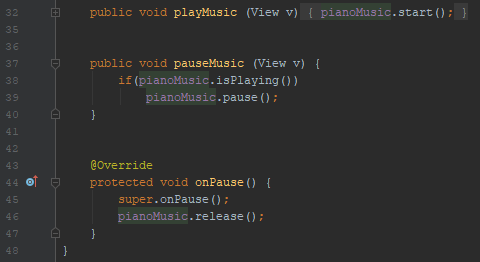 32 public void playMusic (View v) { pianoMusic.start(); }
35
36
37 public void pauseMusic (View v) {
38 if(pianoMusic.isPlaying())
39 pianoMusic.pause();
40 }
41
42
43 @Override
44 protected void onPause() {
45 super.onPause();
46 pianoMusic.release();
47 }
48 }